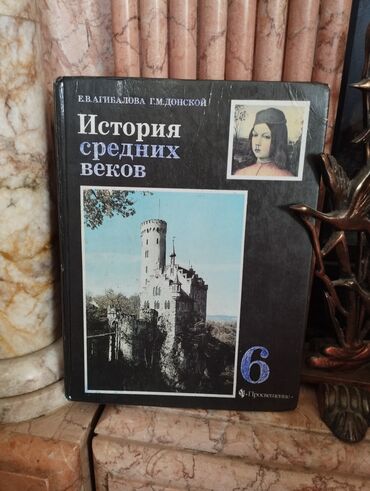 Е.В.АГИБАЛОВА Г.М.ДОНСКОЙ
История
средних
веков
6
«Просвещение»